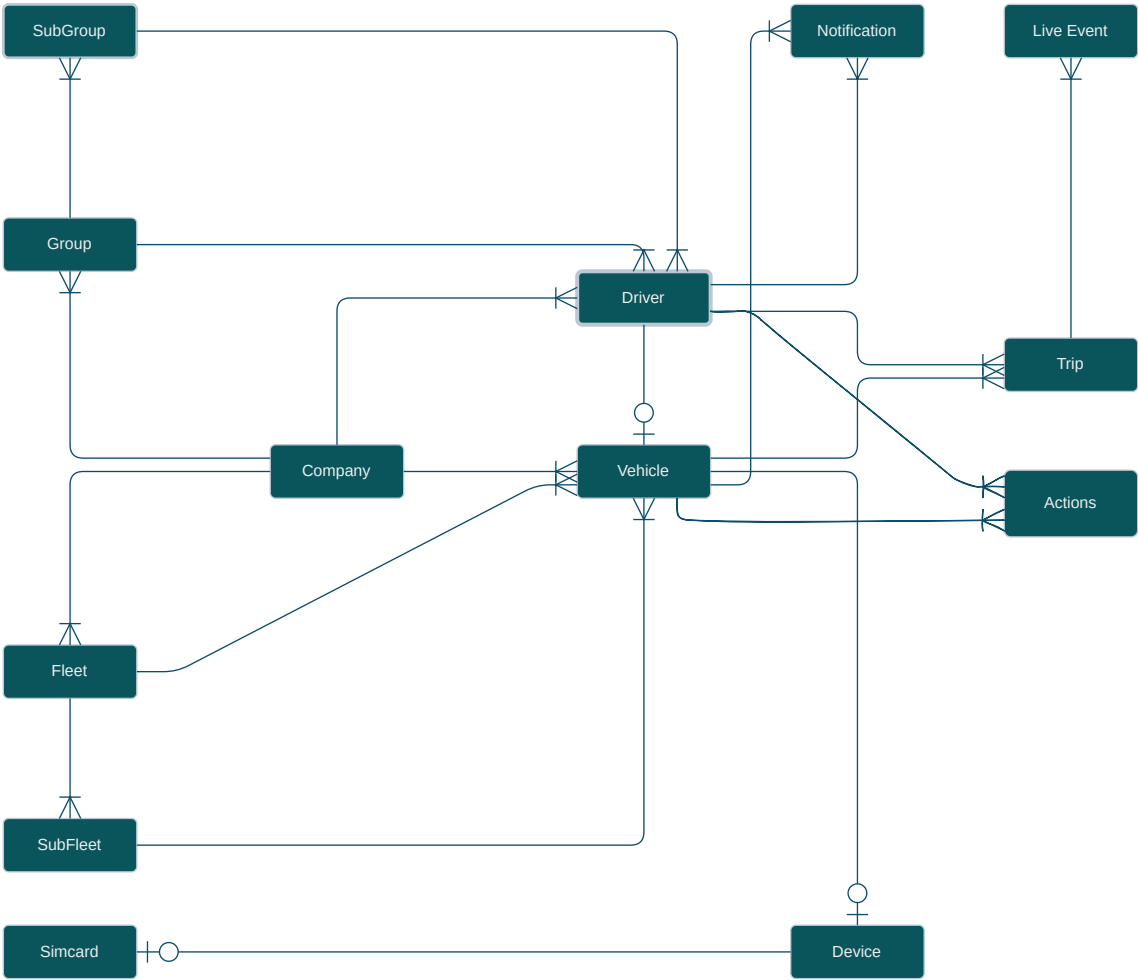 SubGroup
Notification
Live Event
Group
Driver
Trip
Company
Vehicle
Actions
Fleet
SubFleet
Simcard
Device